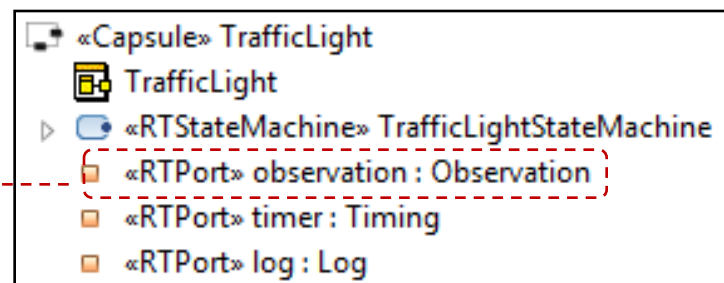 «Capsule» TrafficLight
TrafficLight
«RTStateMachine» TrafficLightStateMachine
«RTPort» observation : Observation
«RTPort» timer : Timing
«RTPort» log : Log